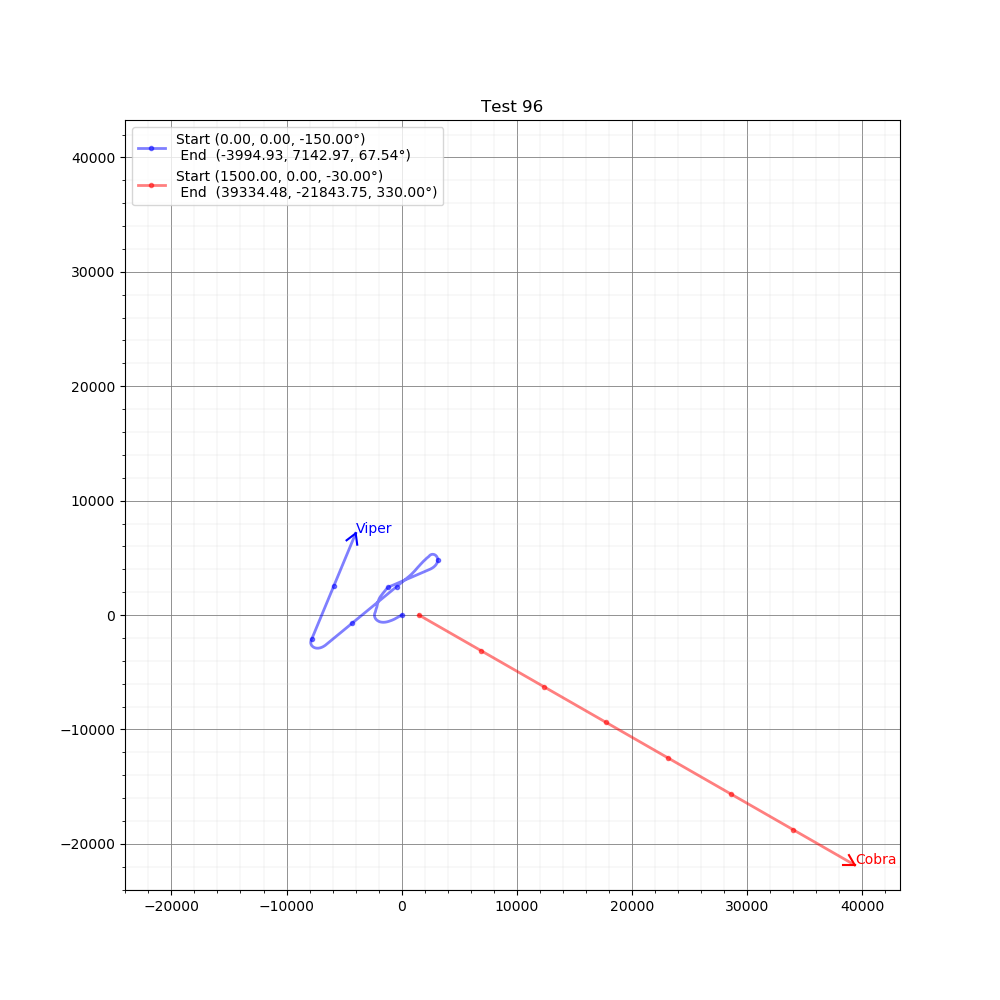 Test 96
Start (0.00, 0.00, -150.00°)
End (-3994.93, 7142.97, 67.54°)
Start (1500.00, 0.00, -30.00°)
End (39334.48, -21843.75, 330.00°)
40000
30000
20000
10000
0
−10000
−20000
Viper
Cobra
−20000 −10000 0 10000 20000 30000 40000